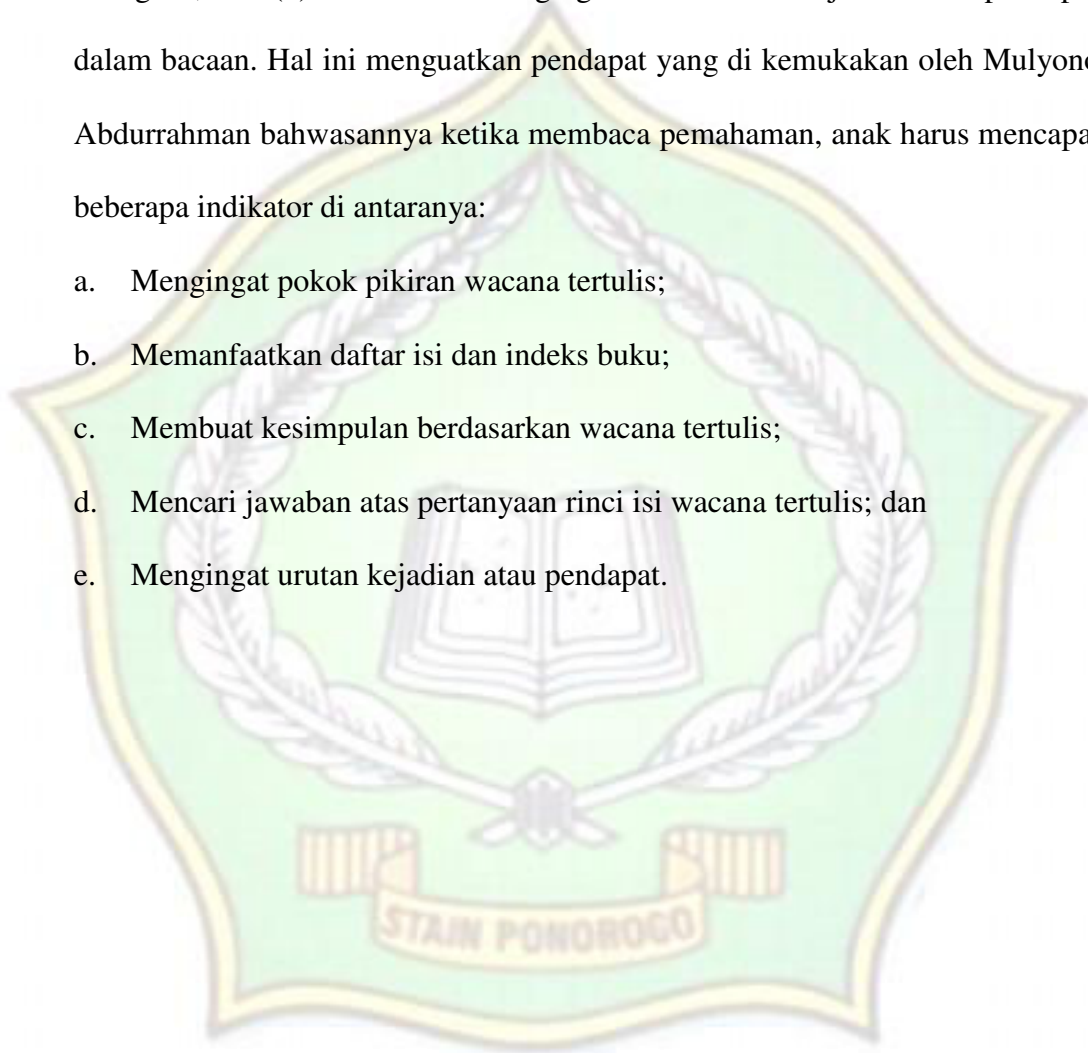 dalam bacaan. Hal ini menguatkan pendapat yang di kemukakan oleh Mulyono
Abdurrahman bahwasannya ketika membaca pemahaman, anak harus mencapa
beberapa indikator di antaranya:
a. Mengingat pokok pikiran wacana tertulis;
b. Memanfaatkan daftar isi dan indeks buku;
c. Membuat kesimpulan berdasarkan wacana tertulis;
d. Mencari jawaban atas pertanyaan rinci isi wacana tertulis; dan
e. Mengingat urutan kejadian atau pendapat.
STAIN PONOROGO